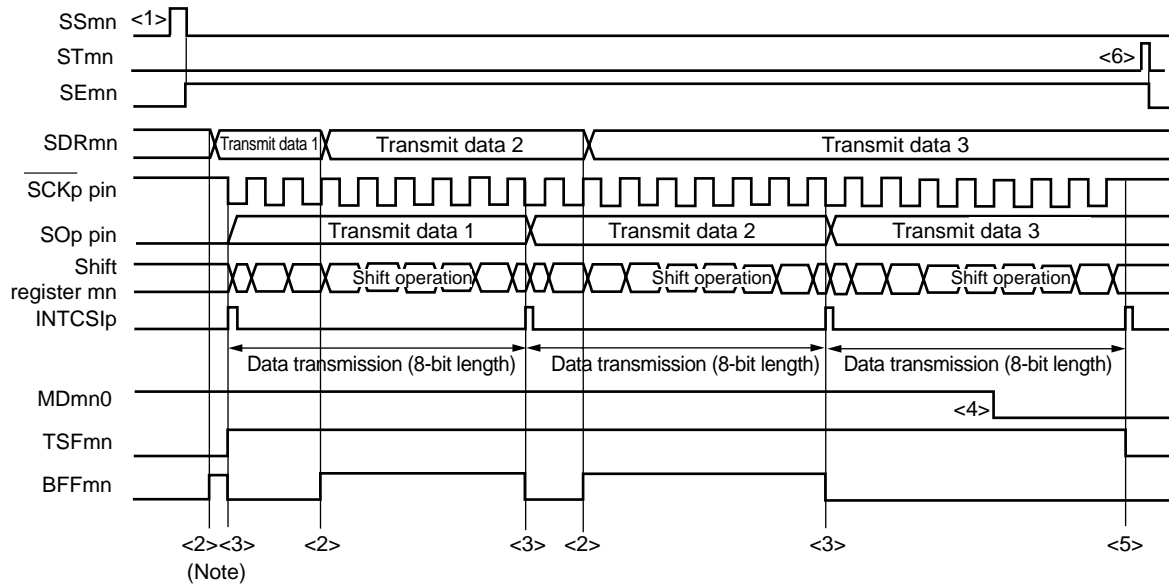 SSmn <1>
STmn <6>
SEmn
SDRmn Transmit data 1 Transmit data 2 Transmit data 3
SCKp pin
SOp pin Transmit data 1 Transmit data 2 Transmit data 3
Shift
register mn Shift operation Shift operation Shift operation
INTCSIp
Data transmission (8-bit length) Data transmission (8-bit length) Data transmission (8-bit length)
MDmn0 <4>
TSFmn
BFFmn
<2> <3> <2> <3> <2> <3> <5>
(Note)